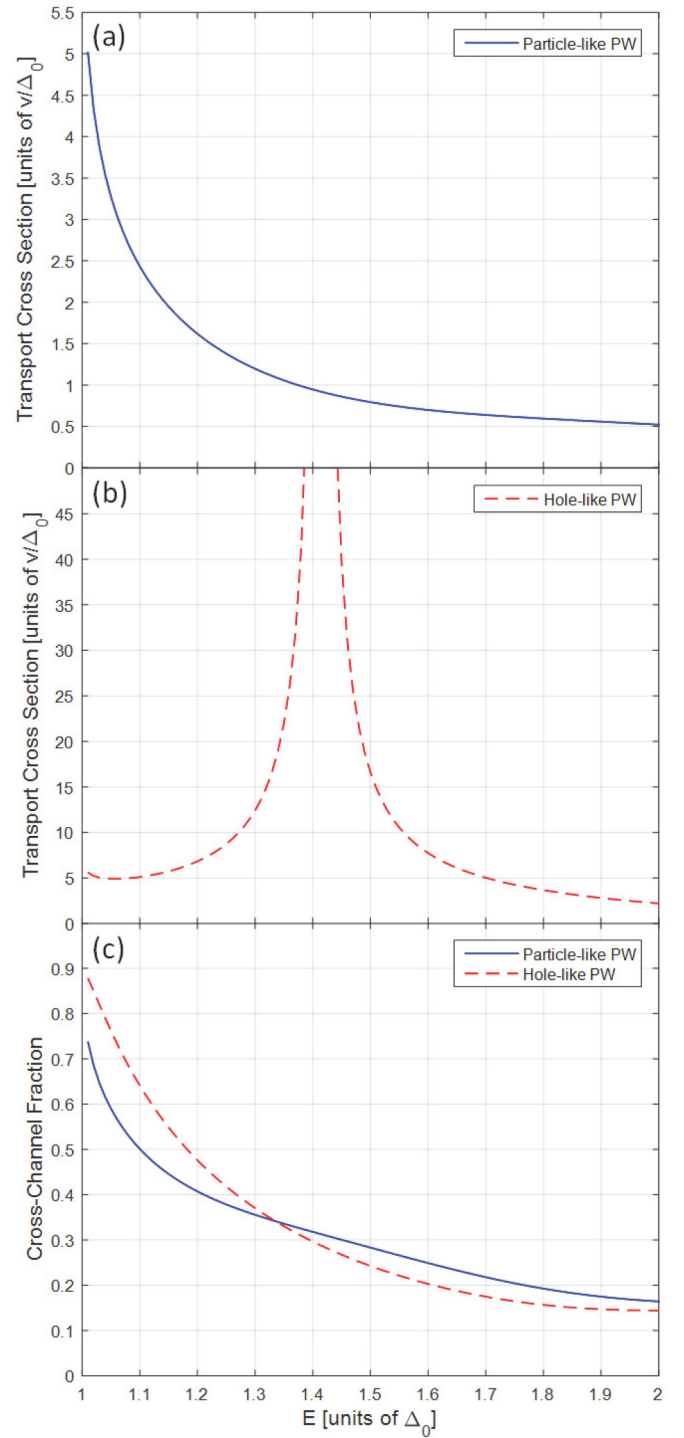 (a)
Particle-like PW
Transport Cross Section [units of v/Δ₀]
5.5
5
4.5
4
3.5
3
2.5
2
1.5
1
0.5
0
(b)
Hole-like PW
Transport Cross Section [units of v/Δ₀]
45
40
35
30
25
20
15
10
5
0
(c)
Particle-like PW
Hole-like PW
Cross-Channel Fraction
0.9
0.8
0.7
0.6
0.5
0.4
0.3
0.2
0.1
0
1 1.1 1.2 1.3 1.4 1.5 1.6 1.7 1.8 1.9 2
E [units of Δ₀]